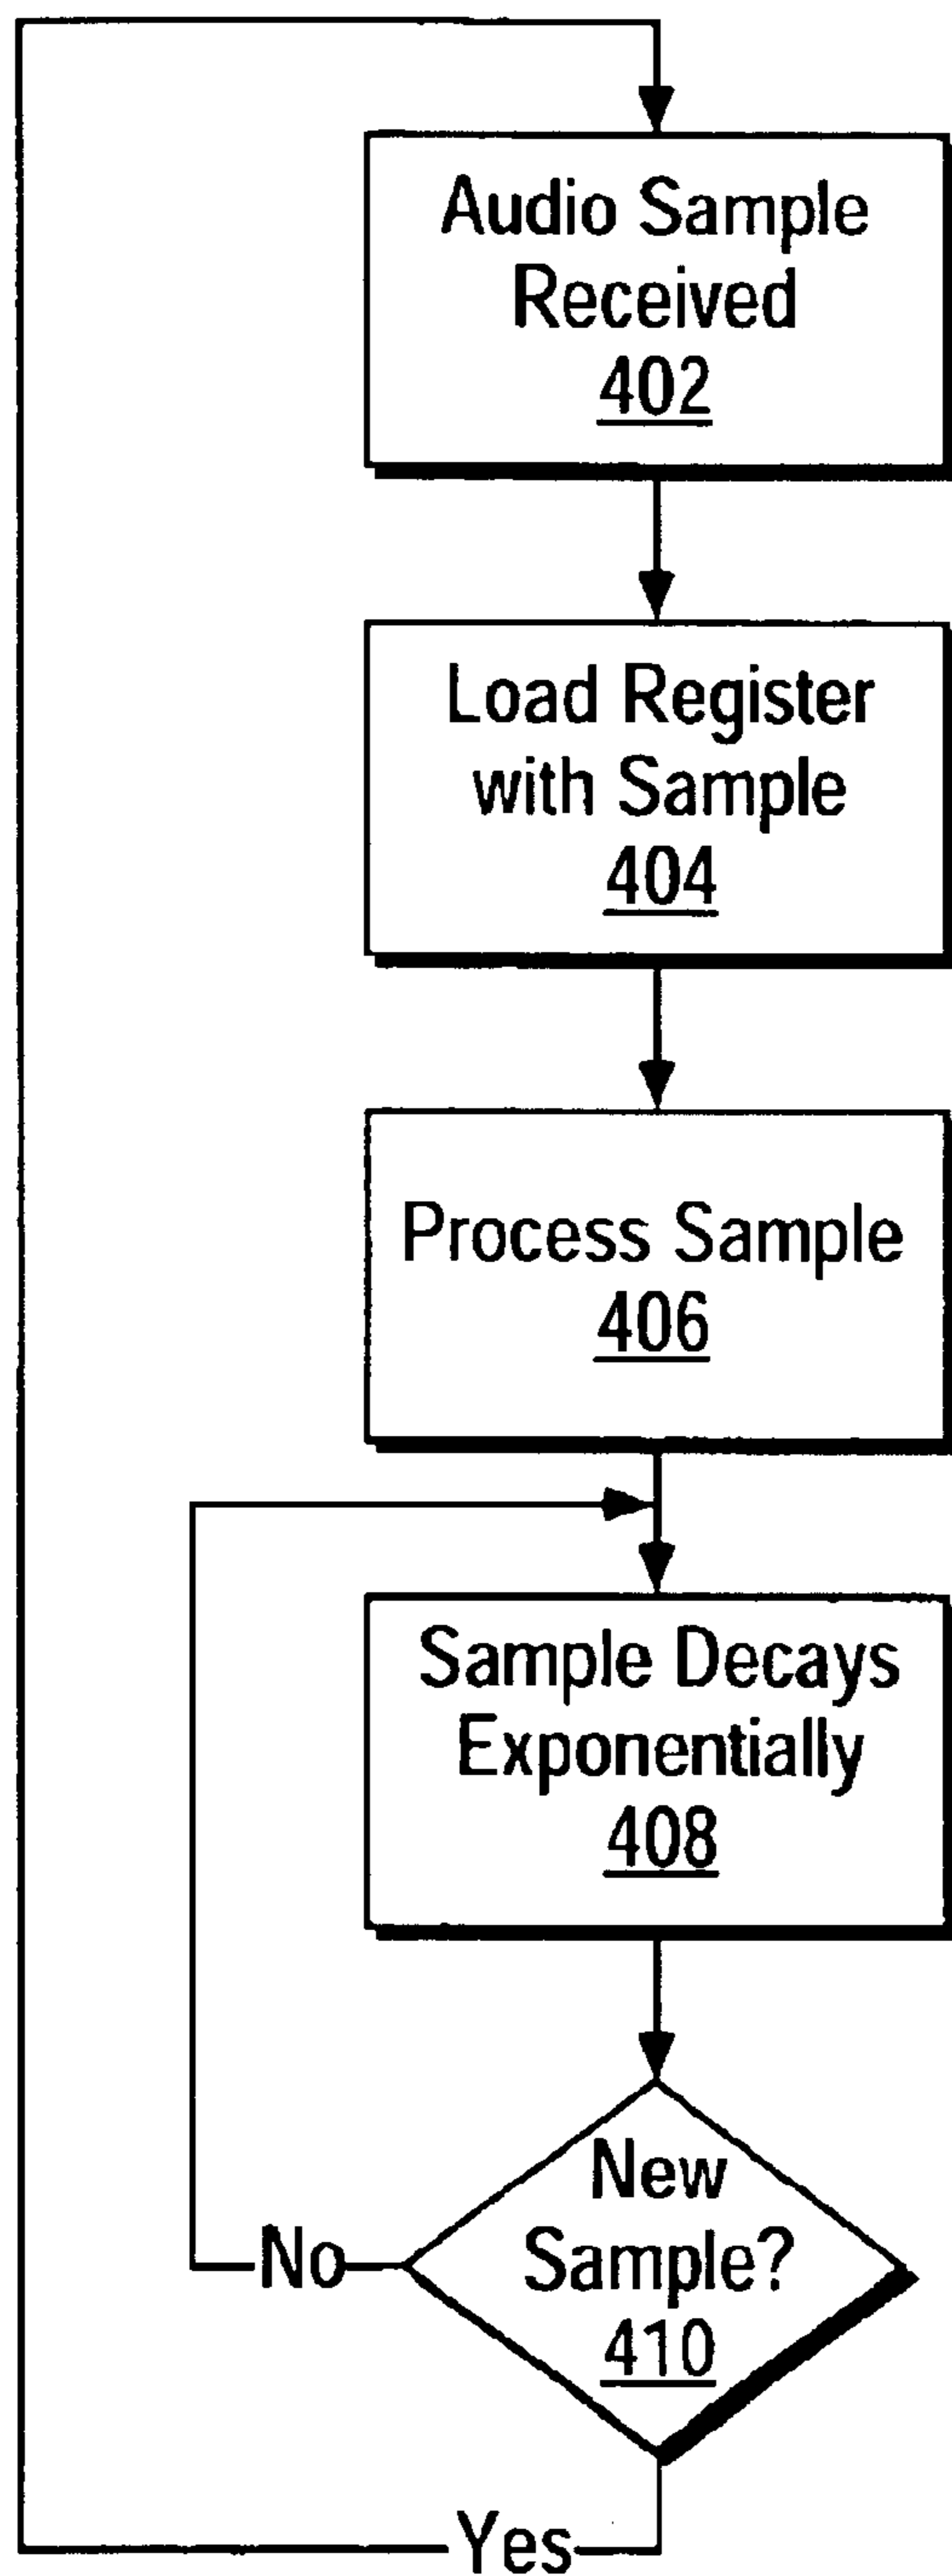 Audio Sample
Received
402
Load Register
with Sample
404
Process Sample
406
Sample Decays
Exponentially
408
New
Sample?
410
No
Yes